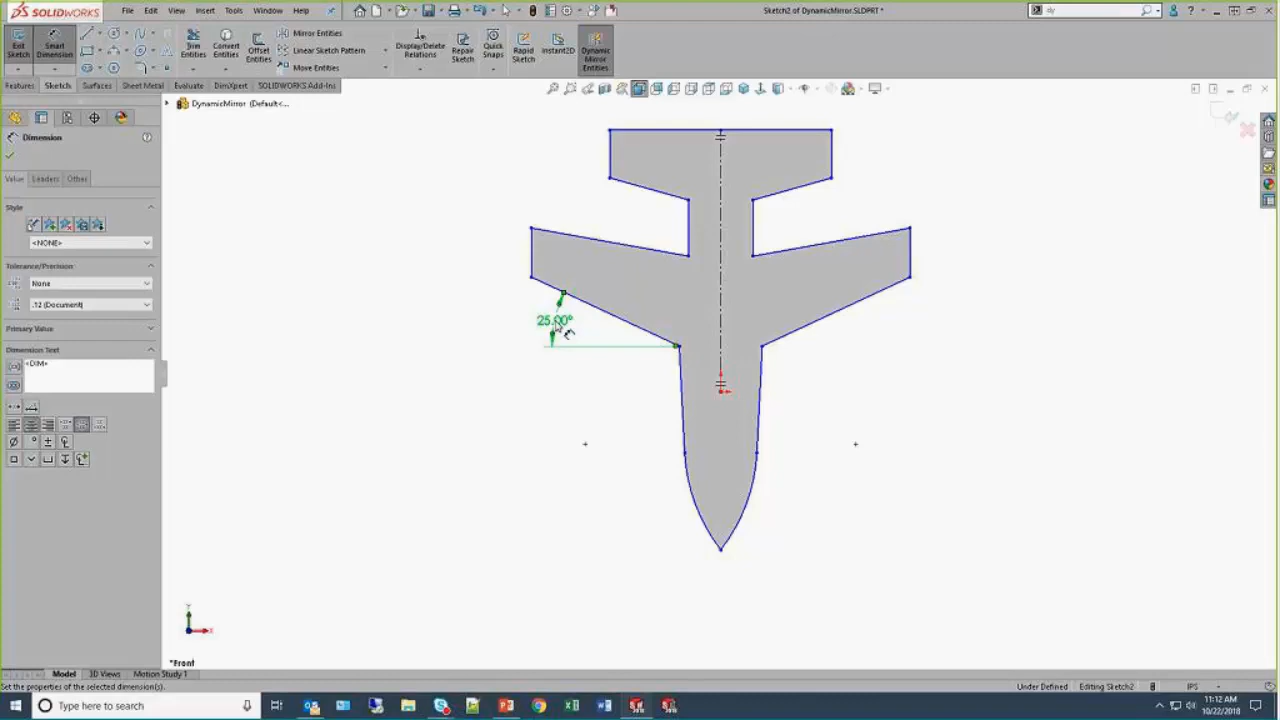 SOLIDWORKS File Edit View Insert Tools Window Help Sketch2 of DynamicMirror.SLDPRT * dy
Exit Sketch Smart Dimension Trim Entities Convert Entities Offset Entities Mirror Entities Linear Sketch Pattern Move Entities Display/Delete Relations Repair Sketch Quick Snaps Rapid Sketch Instant2D Dynamic Mirror Entities
Features Sketch Surfaces Sheet Metal Evaluate DimXpert SOLIDWORKS Add-Ins
DynamicMirror (Default<...
Dimension
Value Leaders Other
Style
<NONE>
Tolerance/Precision
None
.12 (Document)
Primary Value
Dimension Text
<DIM>
25.00°
Y
X
*Front
Model 3D Views Motion Study 1
Set the properties of the selected dimension(s). Under Defined Editing Sketch2 IPS
Type here to search
11:12 AM
10/22/2018